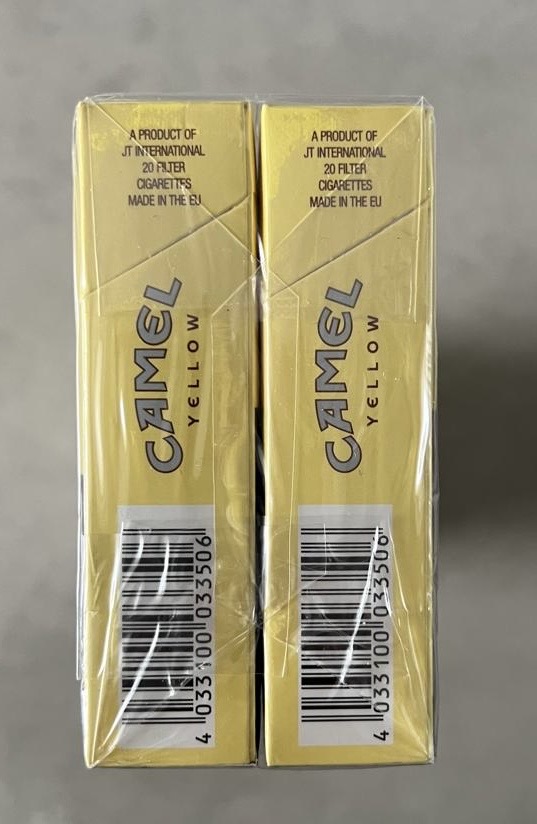 A PRODUCT OF
JT INTERNATIONAL
20 FILTER
CIGARETTES
MADE IN THE EU
CAMEL
YELLOW
4 033100 033506
A PRODUCT OF
JT INTERNATIONAL
20 FILTER
CIGARETTES
MADE IN THE EU
CAMEL
YELLOW
4 033100 033506